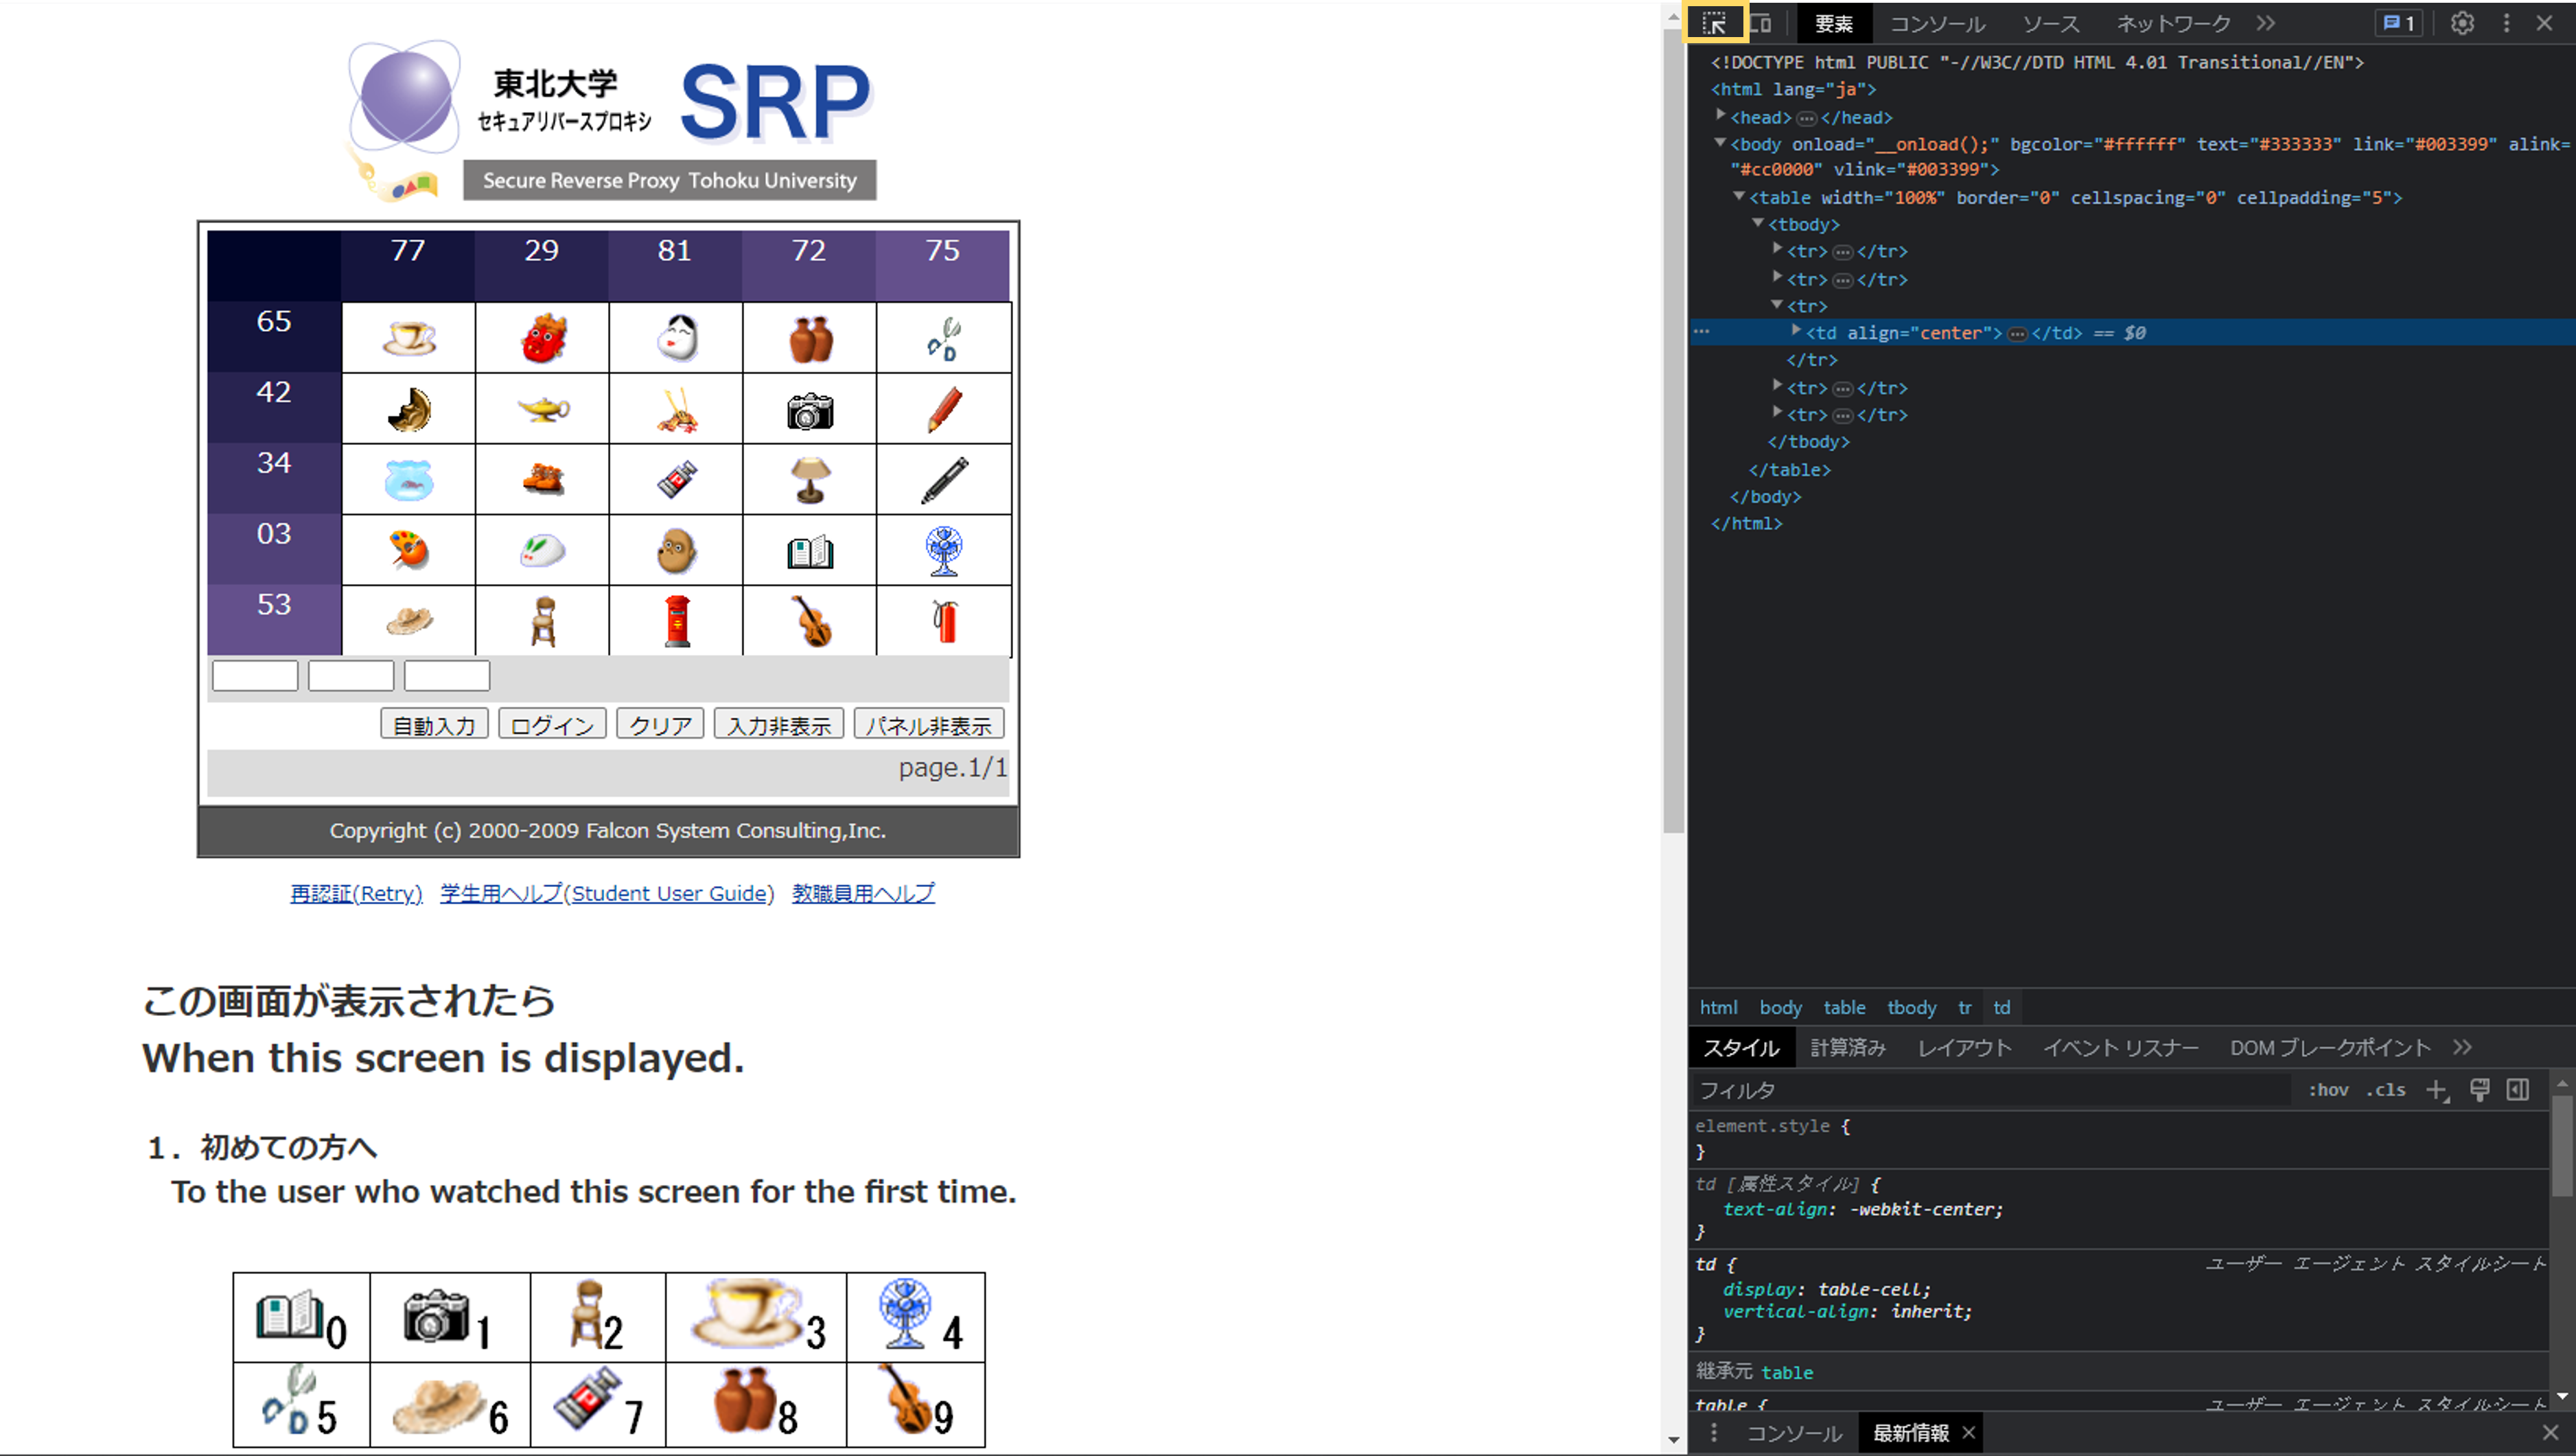 東北大学
セキュアリバースプロキシ
SRP
Secure Reverse Proxy Tohoku University
77 29 81 72 75
65
42
34
03
53
自動入力 ログイン クリア 入力非表示 パネル非表示
page.1/1
Copyright (c) 2000-2009 Falcon System Consulting,Inc.
再認証(Retry) 学生用ヘルプ(Student User Guide) 教職員用ヘルプ
この画面が表示されたら
When this screen is displayed.
1．初めての方へ
To the user who watched this screen for the first time.
0 1 2 3 4
5 6 7 8 9
要素 コンソール ソース ネットワーク 1
<!DOCTYPE html PUBLIC "-//W3C//DTD HTML 4.01 Transitional//EN">
<html lang="ja">
<head>…</head>
<body onload="__onload();" bgcolor="#ffffff" text="#333333" link="#003399" alink=
"#cc0000" vlink="#003399">
<table width="100%" border="0" cellspacing="0" cellpadding="5">
<tbody>
<tr>…</tr>
<tr>…</tr>
<tr>
<td align="center">…</td> == $0
</tr>
<tr>…</tr>
<tr>…</tr>
</tbody>
</table>
</body>
</html>
html body table tbody tr td
スタイル 計算済み レイアウト イベント リスナー DOM ブレークポイント
フィルタ :hov .cls
element.style {
}
td [属性スタイル] {
text-align: -webkit-center;
}
td { ユーザー エージェント スタイルシート
display: table-cell;
vertical-align: inherit;
}
継承元 table
table { ユーザー エージェント スタイルシート
コンソール 最新情報